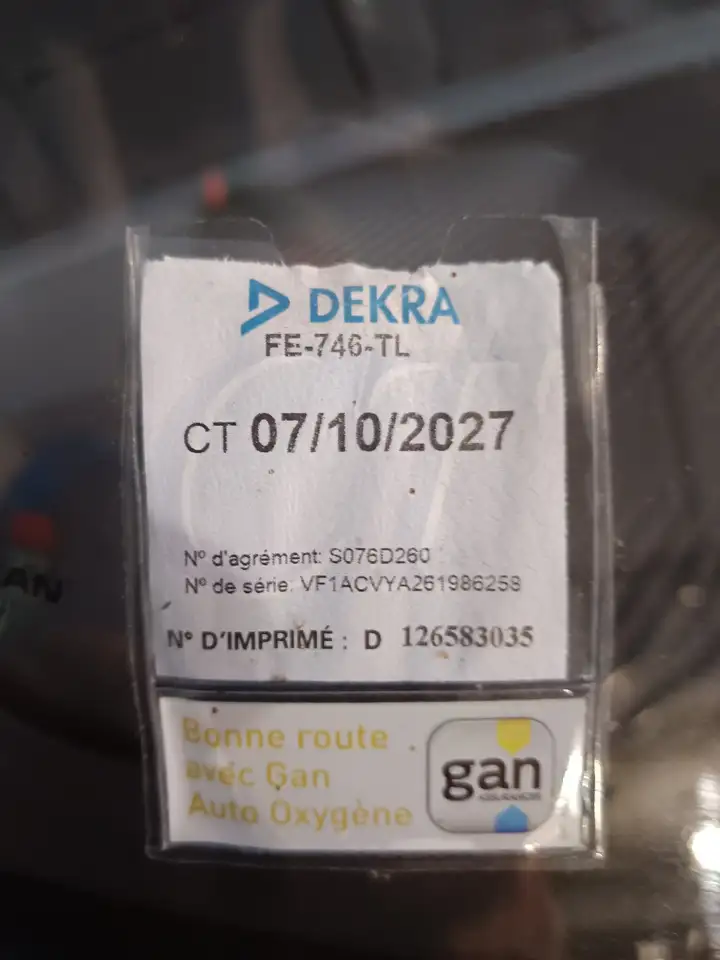 DEKRA
FE-746-TL
CT 07/10/2027
N° d'agrément: S076D260
N° de série: VF1ACVYA261986258
N° D'IMPRIMÉ : D 126583035
Bonne route
avec Gan
Auto Oxygène
gan
AN